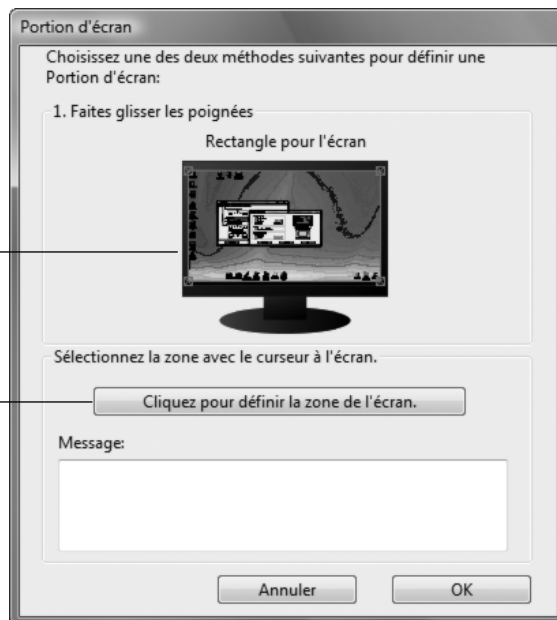 Portion d'écran
Choisissez une des deux méthodes suivantes pour définir une
Portion d'écran:
1. Faites glisser les poignées
Rectangle pour l'écran
Sélectionnez la zone avec le curseur à l'écran.
Cliquez pour définir la zone de l'écran.
Message:
Annuler
OK